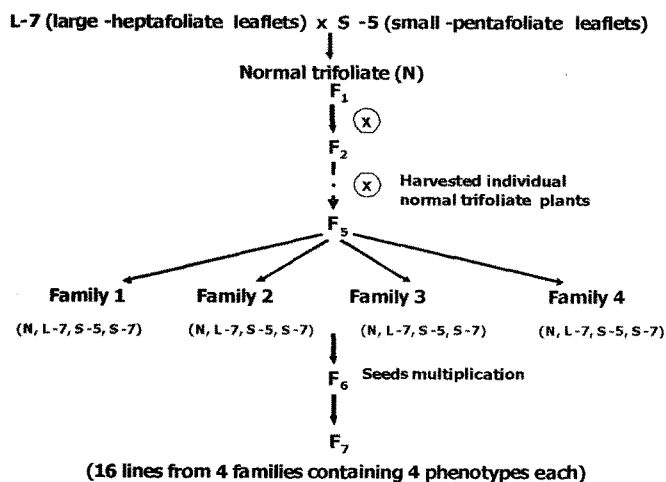 L-7 (large -heptafoliate leaflets) x S -5 (small-pentafoliate leaflets)
Normal trifoliate (N)
F1
x
F2
x Harvested individual
normal trifoliate plants
F5
Family 1 Family 2 Family 3 Family 4
(N, L-7, S-5, S-7) (N, L-7, S-5, S-7) (N, L-7, S-5, S-7) (N, L-7, S-5, S-7)
F6 Seeds multiplication
F7
(16 lines from 4 families containing 4 phenotypes each)